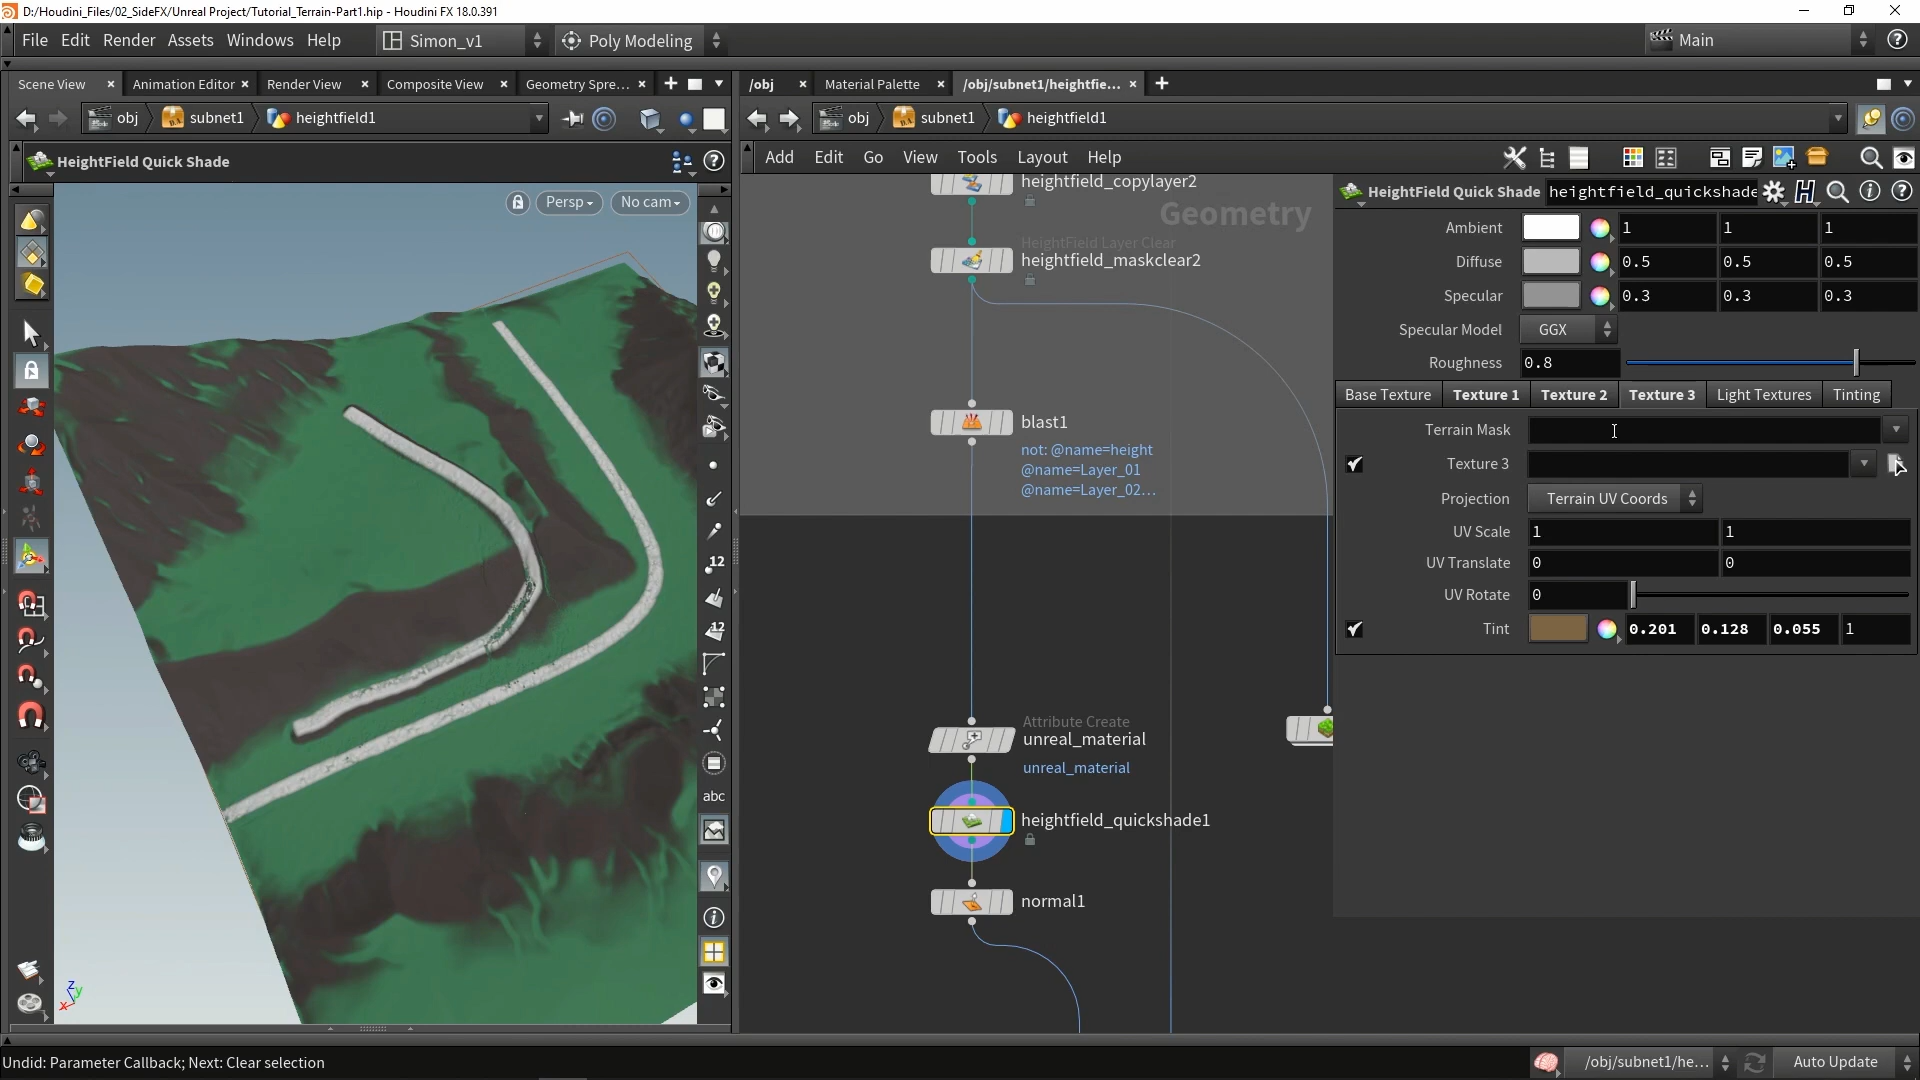 D:/Houdini_Files/02_SideFX/Unreal Project/Tutorial_Terrain-Part1.hip - Houdini FX 18.0.391
File Edit Render Assets Windows Help
Simon_v1
Poly Modeling
Main
Scene View
Animation Editor
Render View
Composite View
Geometry Spre...
/obj
Material Palette
/obj/subnet1/heightfie...
obj
subnet1
heightfield1
obj
subnet1
heightfield1
HeightField Quick Shade
Add Edit Go View Tools Layout Help
Persp
No cam
12
12
abc
z
y
x
heightfield_copylayer2
Geometry
HeightField Layer Clear
heightfield_maskclear2
blast1
not: @name=height
@name=Layer_01
@name=Layer_02...
Attribute Create
unreal_material
unreal_material
heightfield_quickshade1
normal1
HeightField Quick Shade
heightfield_quickshade
Ambient 1 1 1
Diffuse 0.5 0.5 0.5
Specular 0.3 0.3 0.3
Specular Model GGX
Roughness 0.8
Base Texture Texture 1 Texture 2 Texture 3 Light Textures Tinting
Terrain Mask
Texture 3
Projection Terrain UV Coords
UV Scale 1 1
UV Translate 0 0
UV Rotate 0
Tint 0.201 0.128 0.055 1
Undid: Parameter Callback; Next: Clear selection
/obj/subnet1/he...
Auto Update